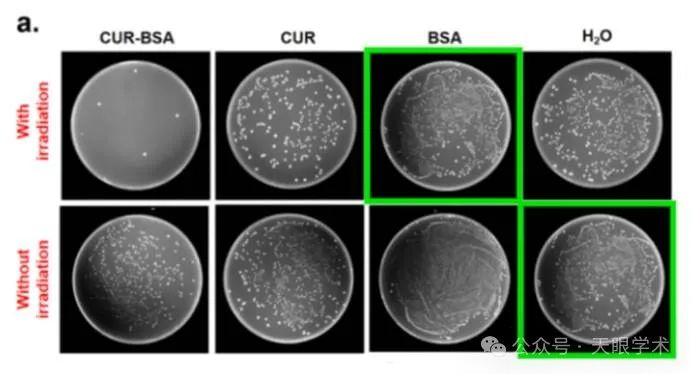 a.
CUR-BSA CUR BSA H₂O
With
irradiation
Without
irradiation
公众号·天眼学术